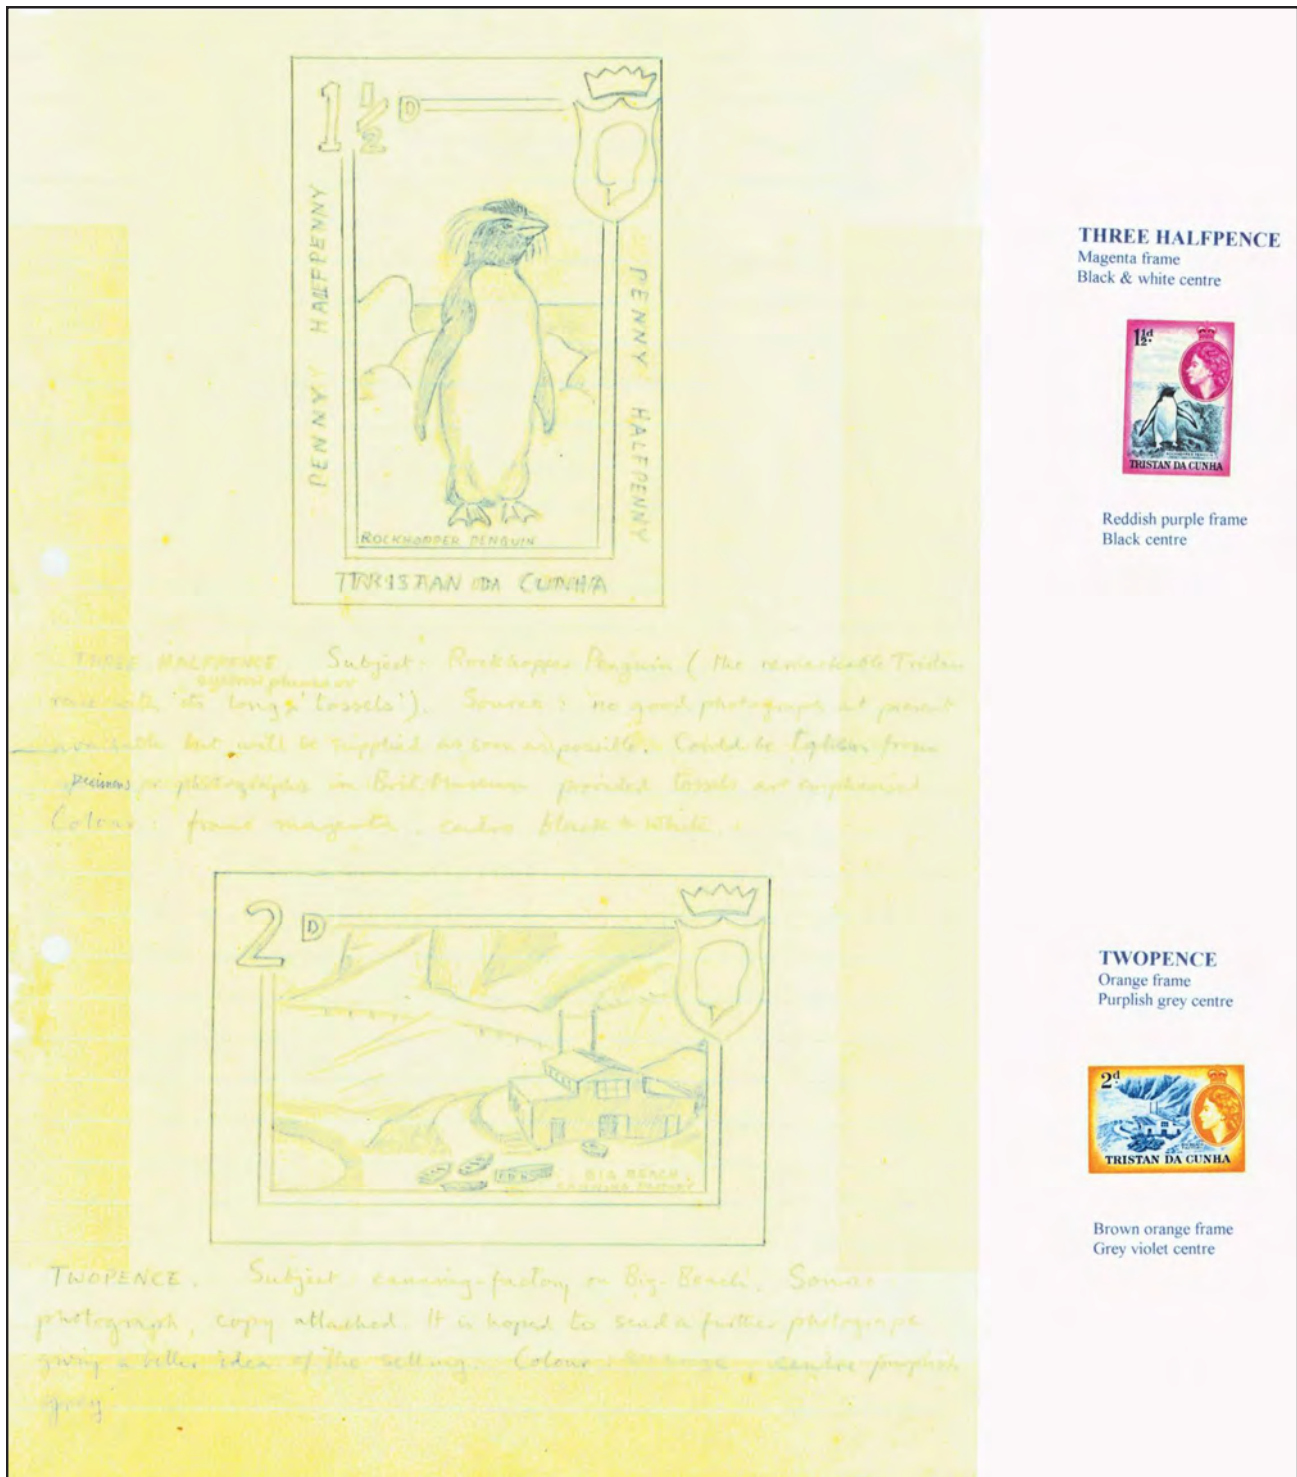 1½D
PENNY HALFPENNY
PENNY HALFPENNY
ROCKHOPPER PENGUIN
TRISTAN DA CUNHA
THREE HALFPENCE. Subject: Rockhopper Penguin (the remarkable Tristan
race with its long 'tassels'). Source: no good photographs at present
available but will be supplied as soon as possible. Could be taken from
specimens or photographs in Brit. Museum provided tassels are emphasised
Colour: frame magenta, centre black & white.
2D
BIG BEACH,
CANNING FACTORY
TWOPENCE. Subject canning-factory on Big-Beach. Source
photograph, copy attached. It is hoped to send a further photograph
giving a better idea of the setting. Colour: orange, centre purplish
grey
THREE HALFPENCE
Magenta frame
Black & white centre
1½d.
TRISTAN DA CUNHA
Reddish purple frame
Black centre
TWOPENCE
Orange frame
Purplish grey centre
2d.
TRISTAN DA CUNHA
Brown orange frame
Grey violet centre